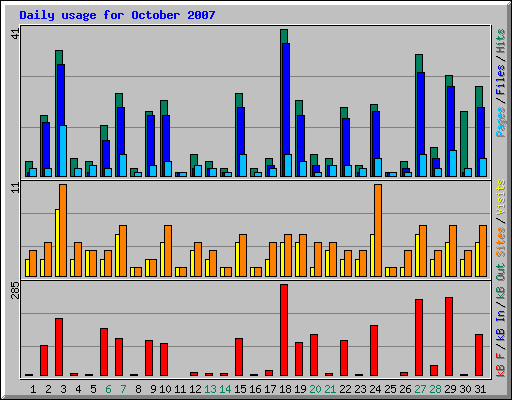 Daily usage for October 2007
41
11
285
Pages / Files / Hits
Sites / Visits
kB F / kB In / kB Out
1 2 3 4 5 6 7 8 9 10 11 12 13 14 15 16 17 18 19 20 21 22 23 24 25 26 27 28 29 30 31